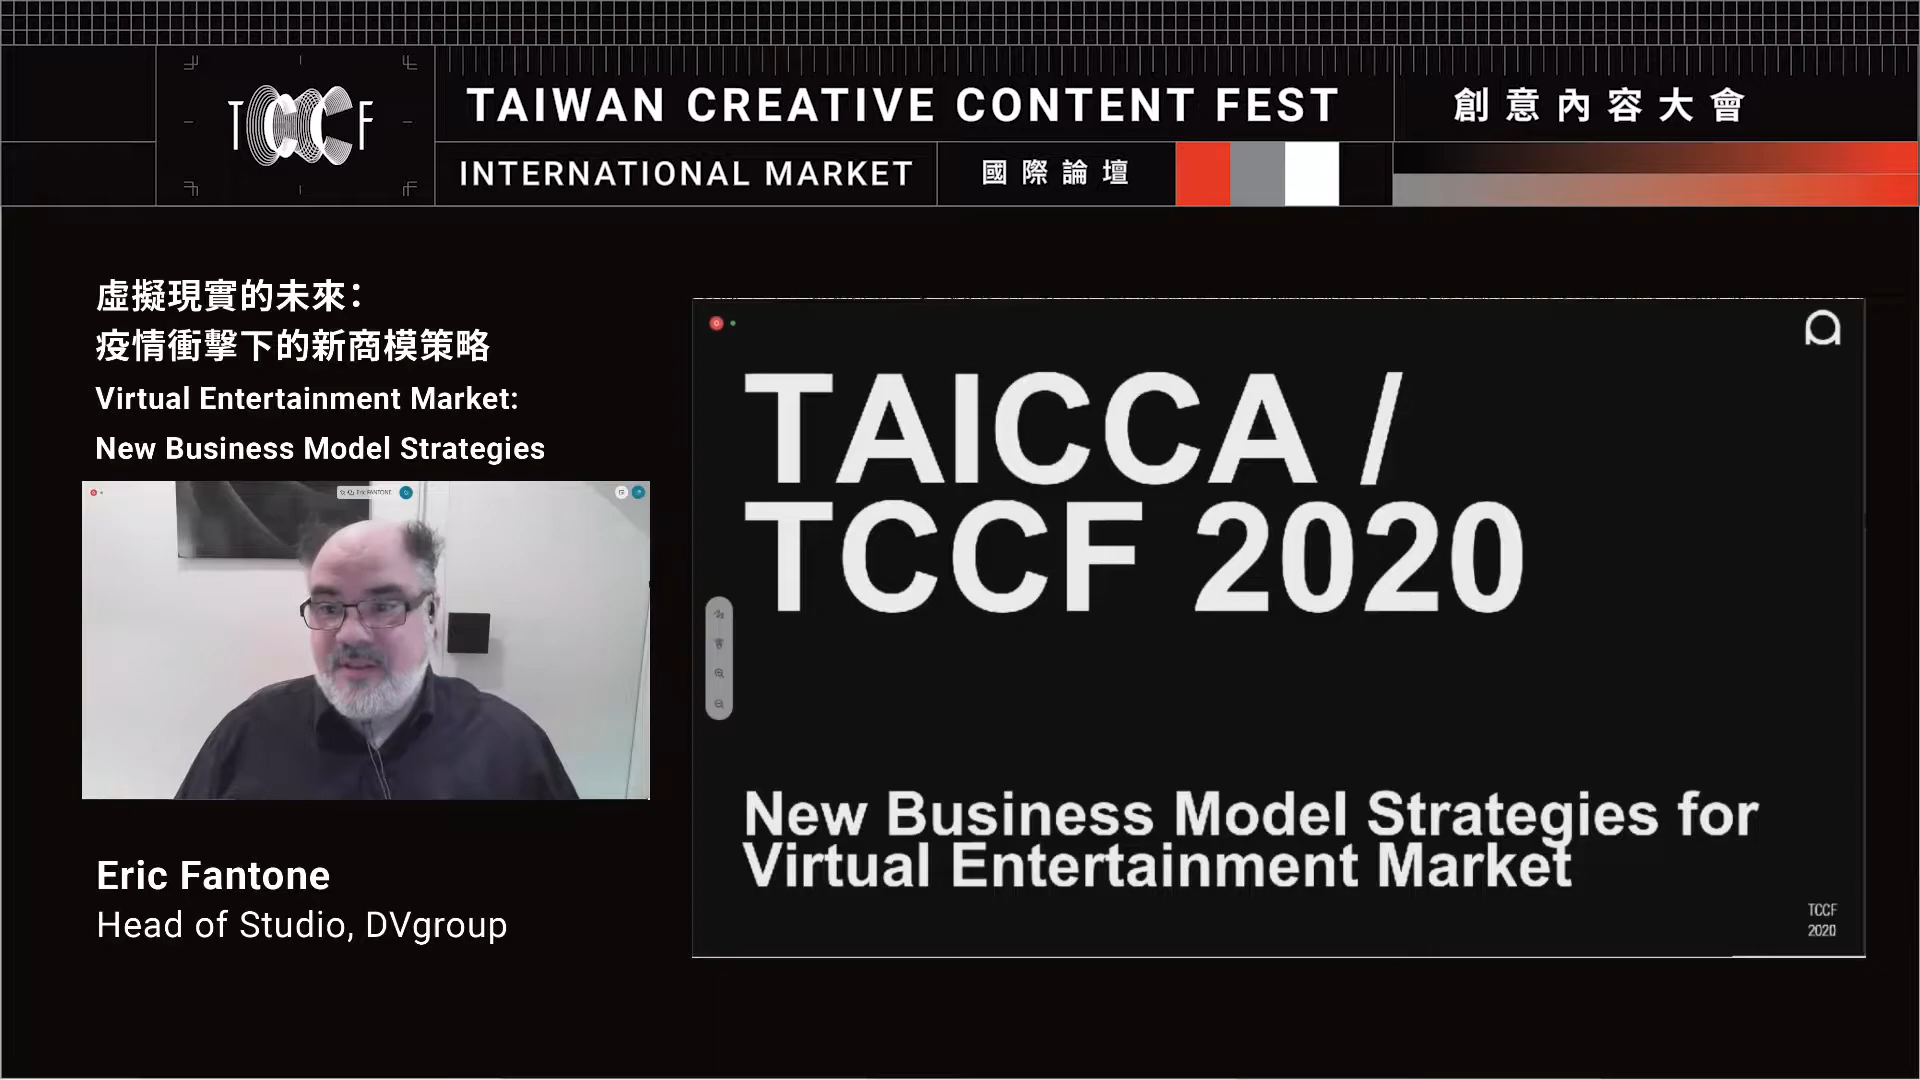 TCCF
TAIWAN CREATIVE CONTENT FEST
創意內容大會
INTERNATIONAL MARKET
國際論壇
虛擬現實的未來：
疫情衝擊下的新商模策略
Virtual Entertainment Market:
New Business Model Strategies
Eric FANTONE
Eric Fantone
Head of Studio, DVgroup
TAICCA /
TCCF 2020
New Business Model Strategies for
Virtual Entertainment Market
TCCF
2020